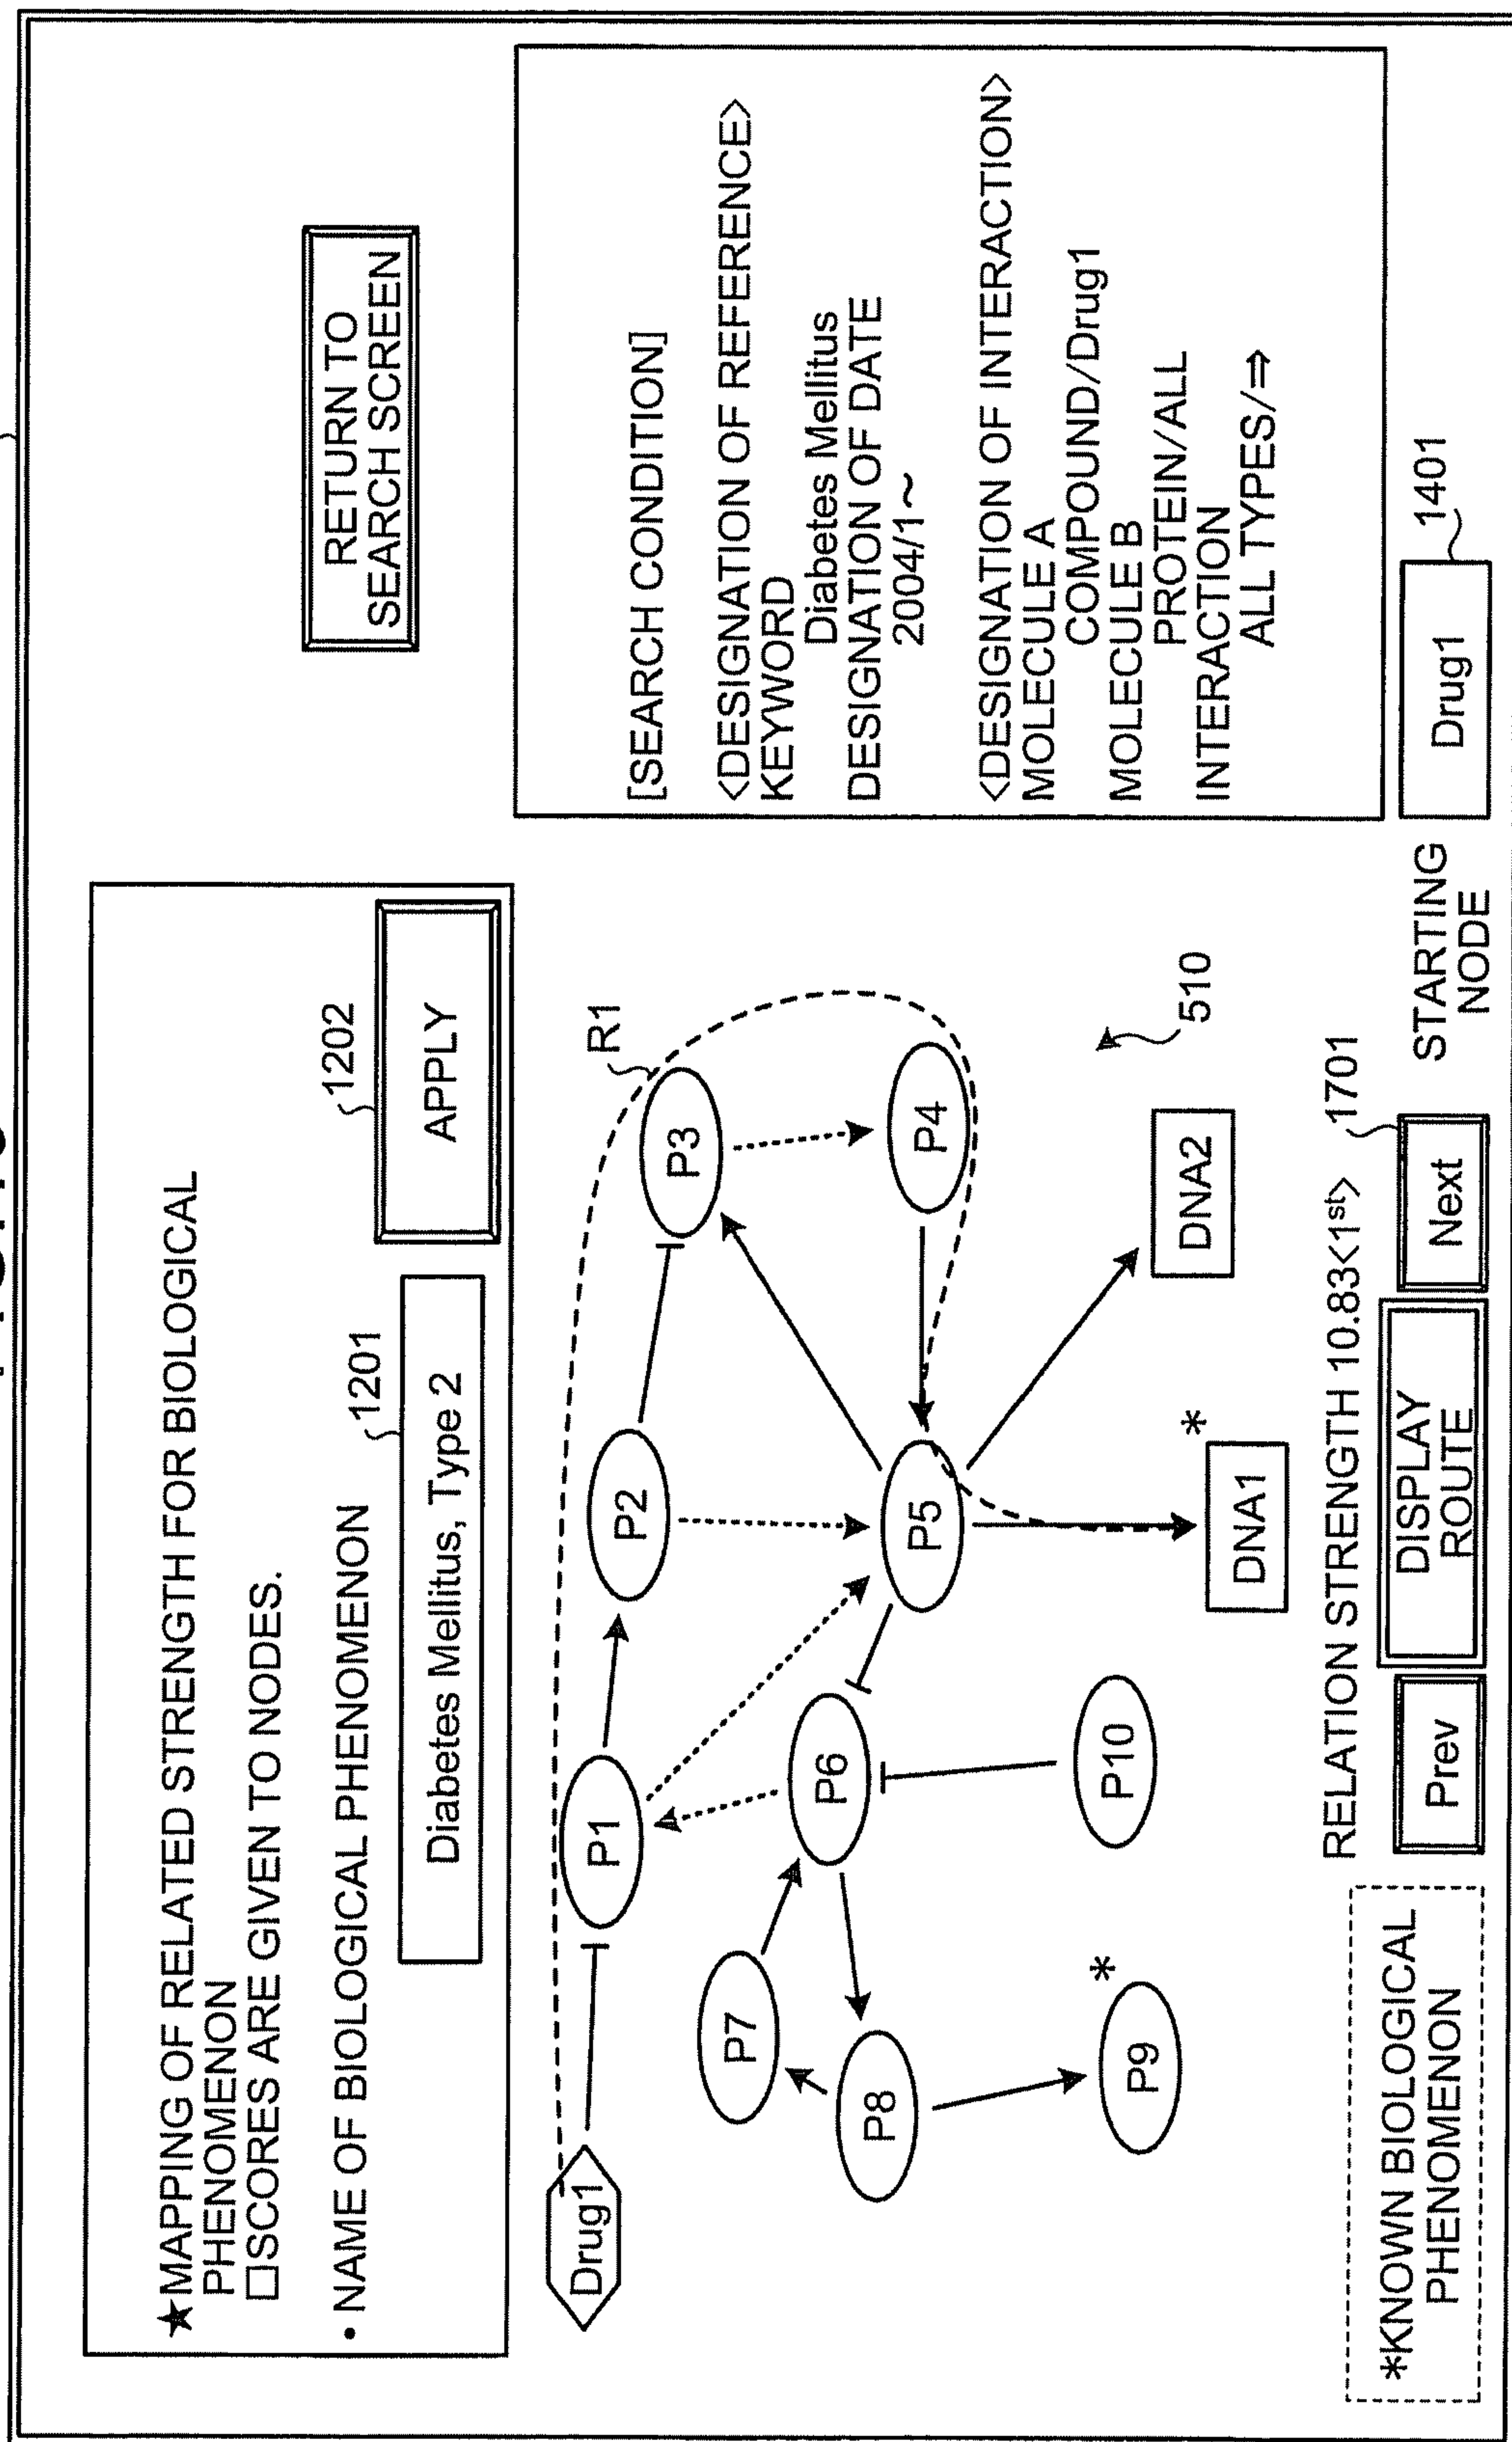 ★MAPPING OF RELATED STRENGTH FOR BIOLOGICAL
PHENOMENON
□SCORES ARE GIVEN TO NODES.
• NAME OF BIOLOGICAL PHENOMENON
1201
Diabetes Mellitus, Type 2
1202
APPLY
RETURN TO
SEARCH SCREEN
Drug1
P1
P2
P3
R1
P4
P5
P6
P7
P8
P9
*
P10
DNA1
*
DNA2
510
[SEARCH CONDITION]
<DESIGNATION OF REFERENCE>
KEYWORD
Diabetes Mellitus
DESIGNATION OF DATE
2004/1~
<DESIGNATION OF INTERACTION>
MOLECULE A
COMPOUND/Drug1
MOLECULE B
PROTEIN/ALL
INTERACTION
ALL TYPES/⇒
*KNOWN BIOLOGICAL
PHENOMENON
RELATION STRENGTH 10.83<1st>
1701
Prev
DISPLAY
ROUTE
Next
STARTING
NODE
Drug1
1401